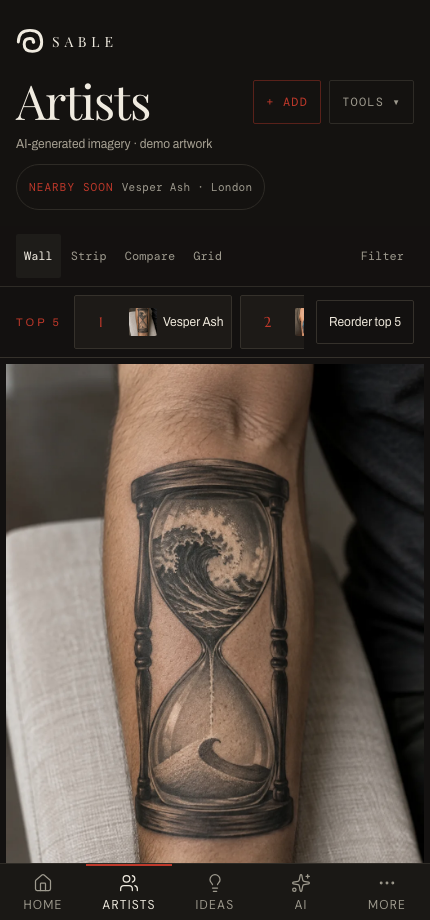 SABLE
Artists
+ ADD
TOOLS ▾
AI-generated imagery · demo artwork
NEARBY SOON Vesper Ash · London
Wall Strip Compare Grid Filter
TOP 5 1 Vesper Ash 2 Reorder top 5
HOME ARTISTS IDEAS AI MORE